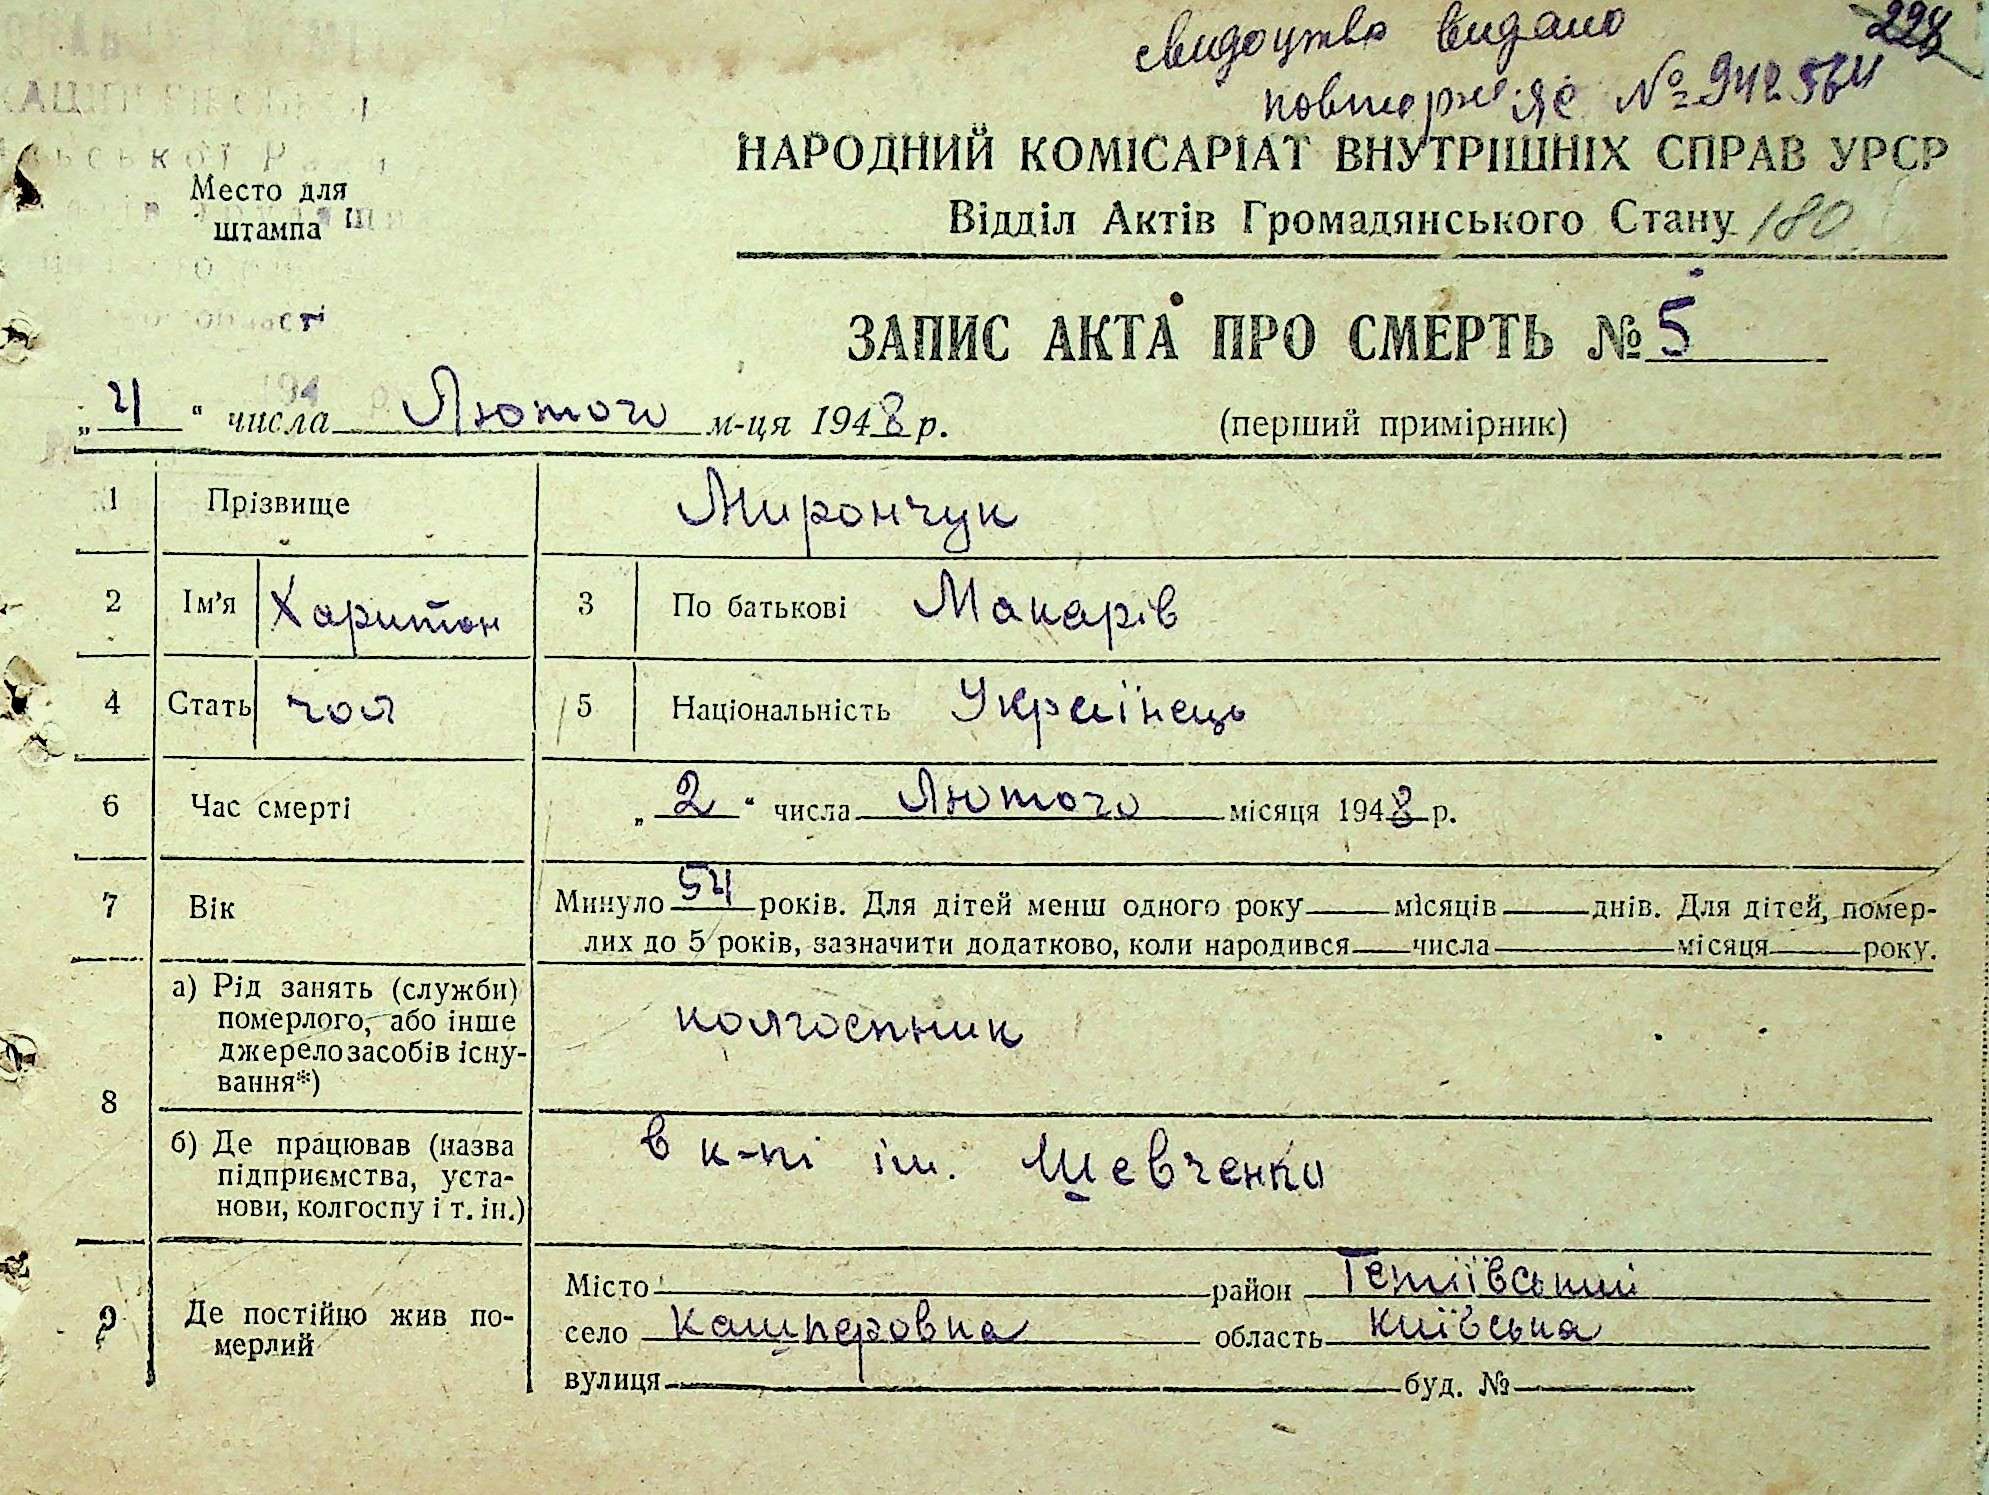 свидоцтво видано 224
повторне ЯЄ № 942564
НАРОДНИЙ КОМІСАРІАТ ВНУТРІШНІХ СПРАВ УРСР
Место для
штампа
Відділ Актів Громадянського Стану 180
ЗАПИС АКТА ПРО СМЕРТЬ № 5
„ 4 “ числа Лютого м-ця 1948 р. (перший примірник)
1 Прізвище Мирончук
2 Ім'я Харитон 3 По батькові Макарів
4 Стать чол 5 Національність Українець
6 Час смерті „ 2 “ числа Лютого місяця 1948 р.
7 Вік Минуло 54 років. Для дітей менш одного року місяців днів. Для дітей, помер-
лих до 5 років, зазначити додатково, коли народився числа місяця року.
8 а) Рід занять (служби)
померлого, або інше
джерело засобів існу-
вання*)
колгоспник
б) Де працював (назва
підприємства, уста-
нови, колгоспу і т. ін.)
в к-пі ім. Шевченка
9 Де постійно жив по-
мерлий
Місто район Тетіївський
село Кашперовка область Київська
вулиця буд. №